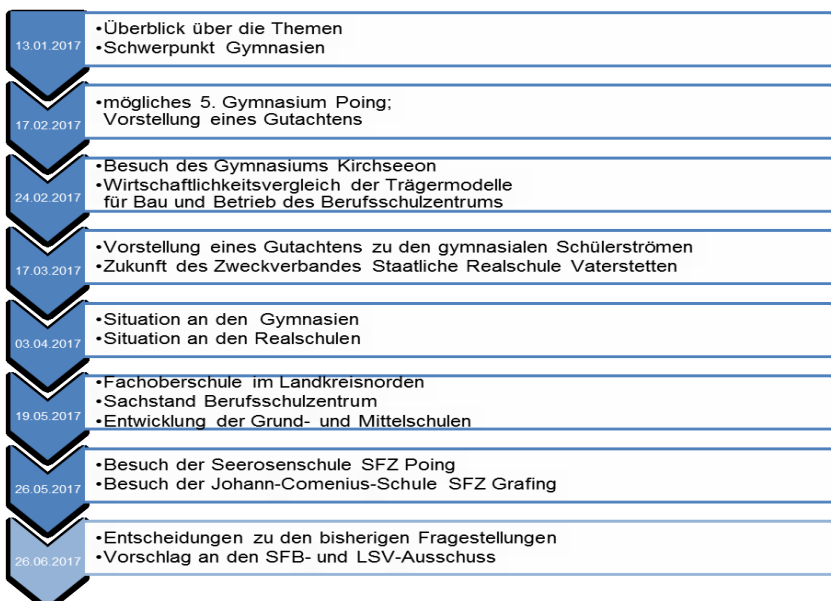 13.01.2017
•Überblick über die Themen
•Schwerpunkt Gymnasien
17.02.2017
•mögliches 5. Gymnasium Poing;
Vorstellung eines Gutachtens
24.02.2017
•Besuch des Gymnasiums Kirchseeon
•Wirtschaftlichkeitsvergleich der Trägermodelle
für Bau und Betrieb des Berufsschulzentrums
17.03.2017
•Vorstellung eines Gutachtens zu den gymnasialen Schülerströmen
•Zukunft des Zweckverbandes Staatliche Realschule Vaterstetten
03.04.2017
•Situation an den Gymnasien
•Situation an den Realschulen
19.05.2017
•Fachoberschule im Landkreisnorden
•Sachstand Berufsschulzentrum
•Entwicklung der Grund- und Mittelschulen
26.05.2017
•Besuch der Seerosenschule SFZ Poing
•Besuch der Johann-Comenius-Schule SFZ Grafing
26.06.2017
•Entscheidungen zu den bisherigen Fragestellungen
•Vorschlag an den SFB- und LSV-Ausschuss